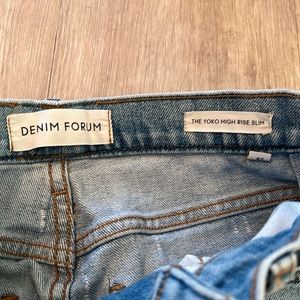 DENIM FORUM
THE YOKO HIGH RISE SLIM